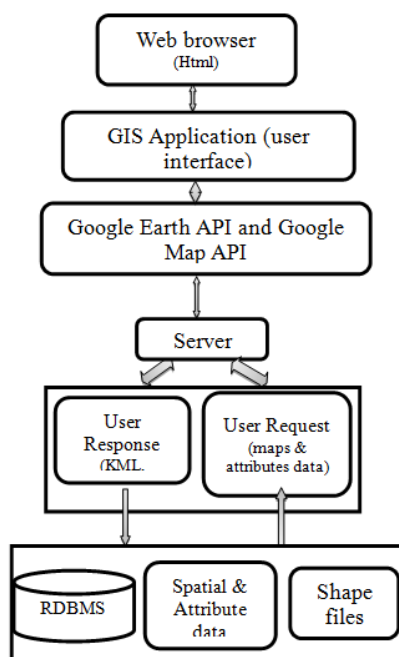 Web browser
(Html)
GIS Application (user
interface)
Google Earth API and Google
Map API
Server
User
Response
(KML.
User Request
(maps &
attributes data)
RDBMS
Spatial &
Attribute
data
Shape
files